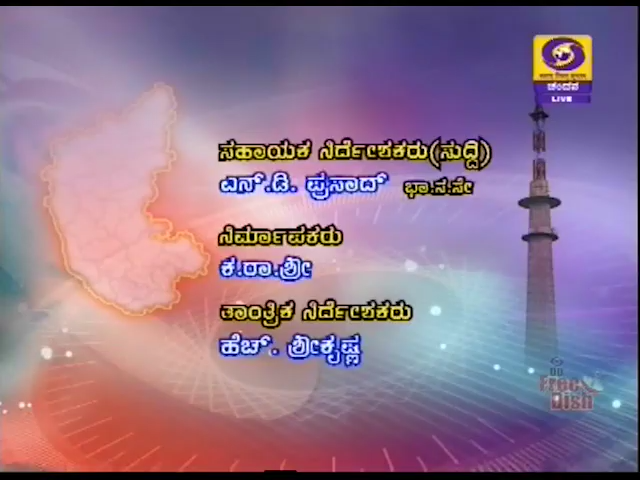 ಚಂದನ
LIVE
ಸಹಾಯಕ ನಿರ್ದೇಶಕರು(ಸುದ್ದಿ)
ಎನ್.ಡಿ. ಪ್ರಸಾದ್ ಭಾ.ಸ.ಸೇ
ನಿರ್ಮಾಪಕರು
ಕ.ರಾ.ಶ್ರೀ
ತಾಂತ್ರಿಕ ನಿರ್ದೇಶಕರು
ಹೆಚ್. ಶ್ರೀಕೃಷ್ಣ
DD
Free
Dish